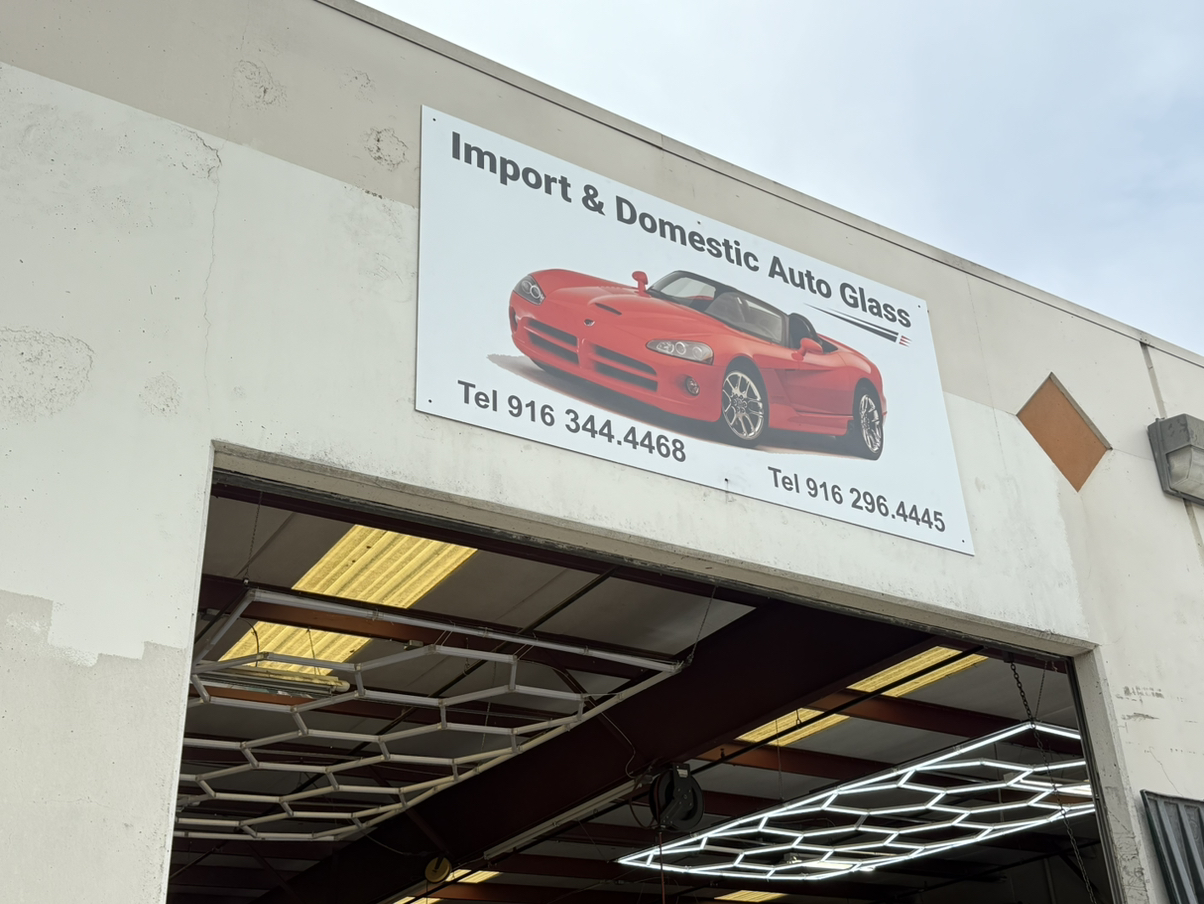 Import & Domestic Auto Glass
Tel 916 344.4468
Tel 916 296.4445